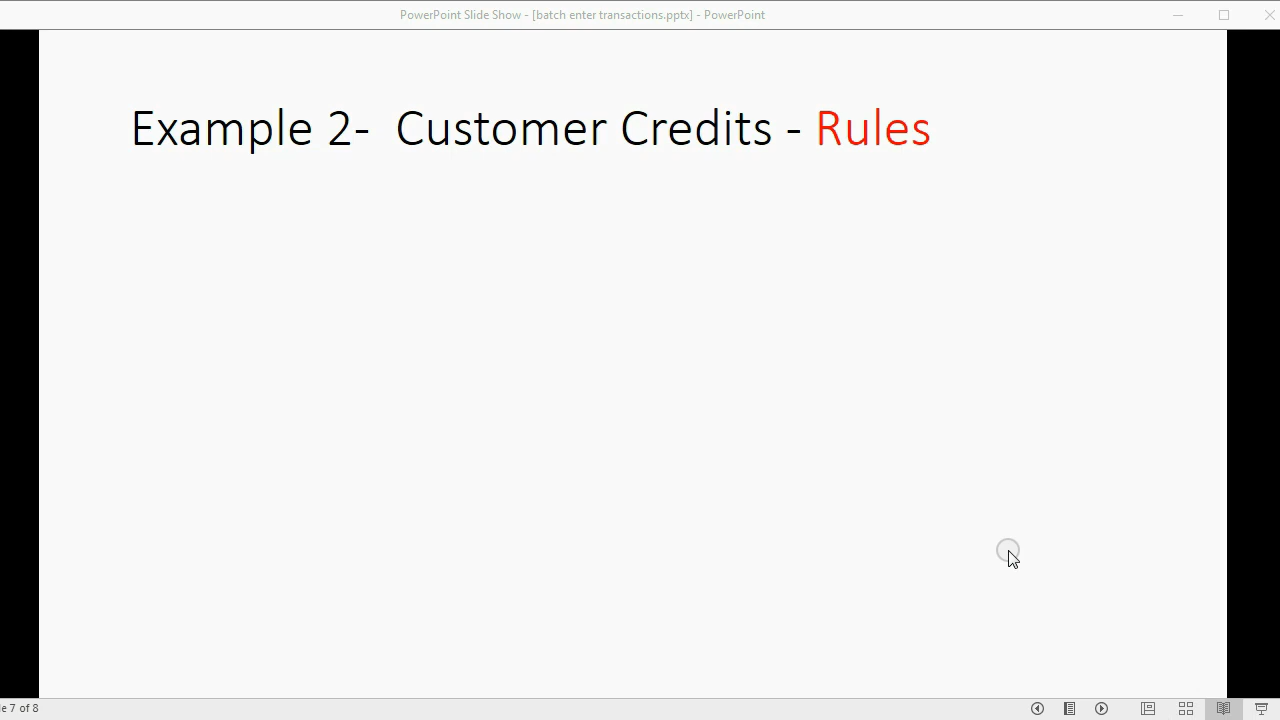 PowerPoint Slide Show - [batch enter transactions.pptx] - PowerPoint
Example 2-  Customer Credits - Rules
e 7 of 8